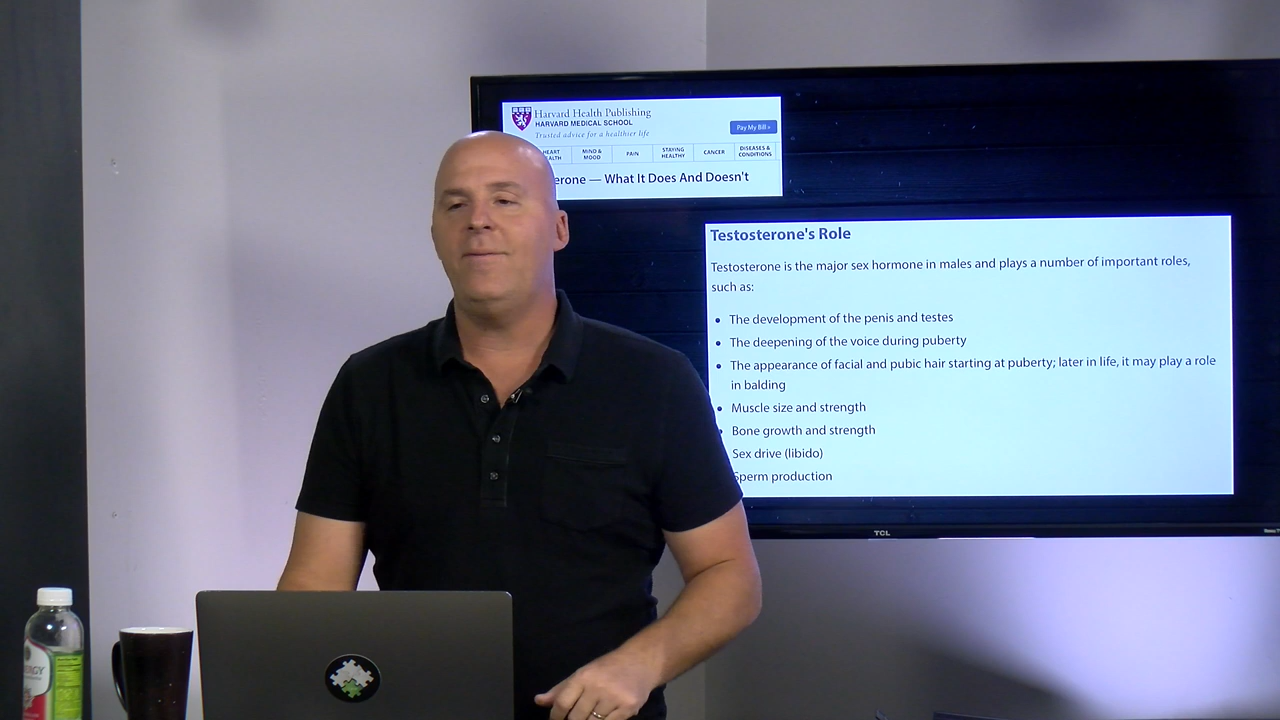 Harvard Health Publishing
HARVARD MEDICAL SCHOOL
Trusted advice for a healthier life
Pay My Bill »
MIND &
MOOD
PAIN
STAYING
HEALTHY
CANCER
DISEASES &
CONDITIONS
— What It Does And Doesn't
Testosterone's Role
Testosterone is the major sex hormone in males and plays a number of important roles,
such as:
• The development of the penis and testes
• The deepening of the voice during puberty
• The appearance of facial and pubic hair starting at puberty; later in life, it may play a role
in balding
• Muscle size and strength
• Bone growth and strength
Sex drive (libido)
Sperm production
TCL